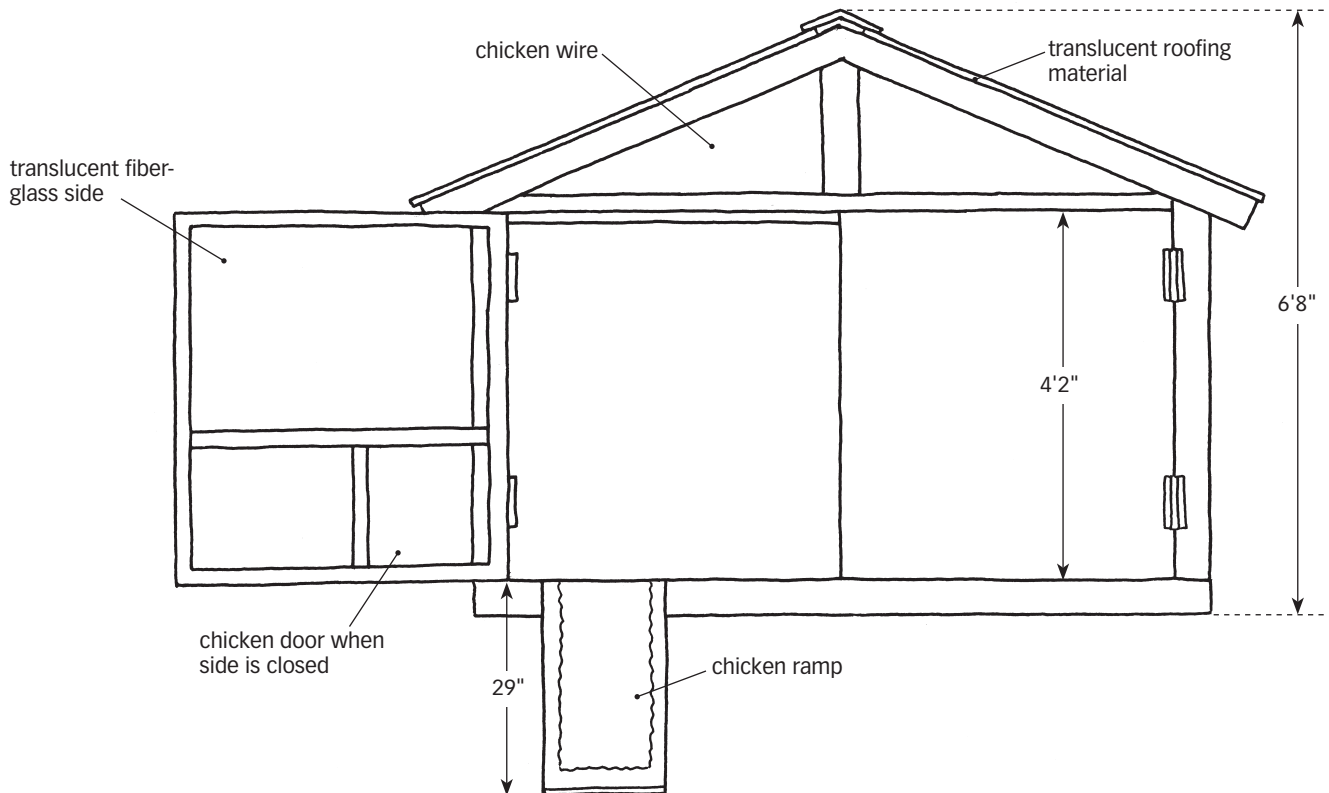 chicken wire
translucent roofing
material
translucent fiber-
glass side
6'8"
4'2"
chicken door when
side is closed
29"
chicken ramp